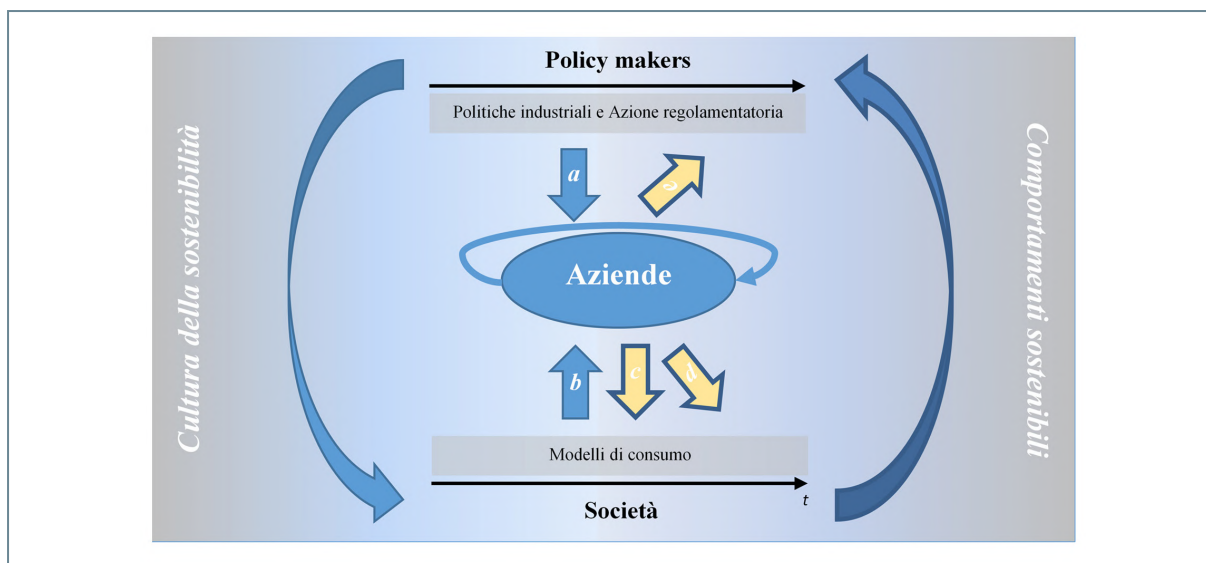 Policy makers
Politiche industriali e Azione regolamentatoria
a
e
Cultura della sostenibilità
Aziende
Comportamenti sostenibili
b
c
d
Modelli di consumo
t
Società